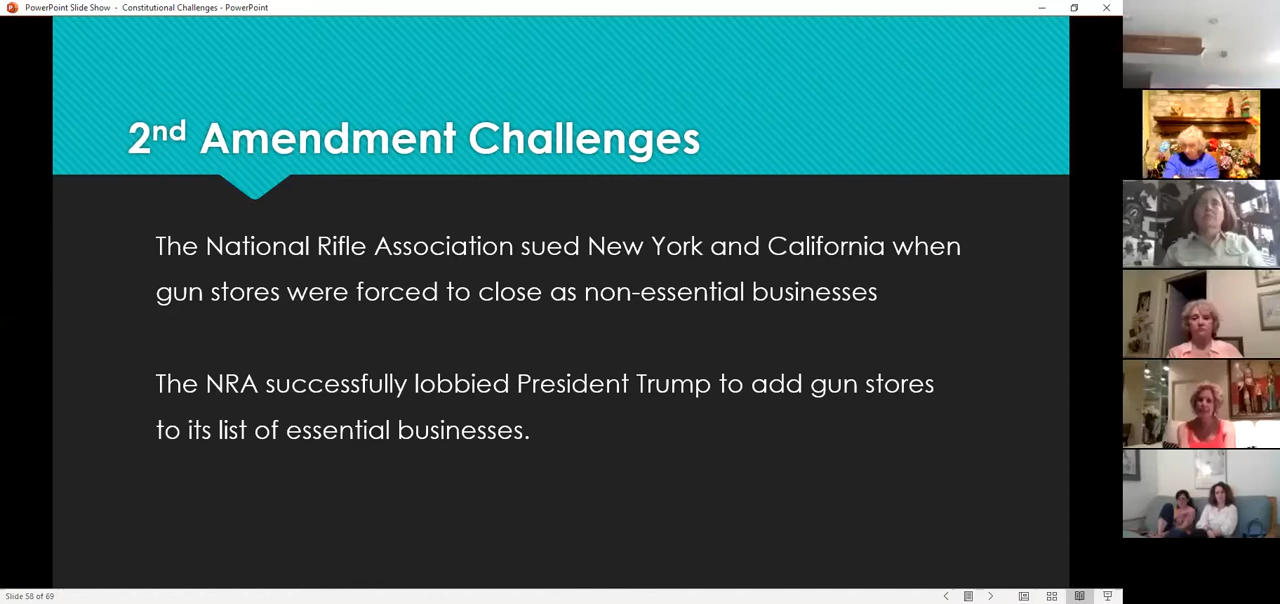 PowerPoint Slide Show - Constitutional Challenges - PowerPoint
2nd Amendment Challenges
The National Rifle Association sued New York and California when
gun stores were forced to close as non-essential businesses
The NRA successfully lobbied President Trump to add gun stores
to its list of essential businesses.
Slide 58 of 69